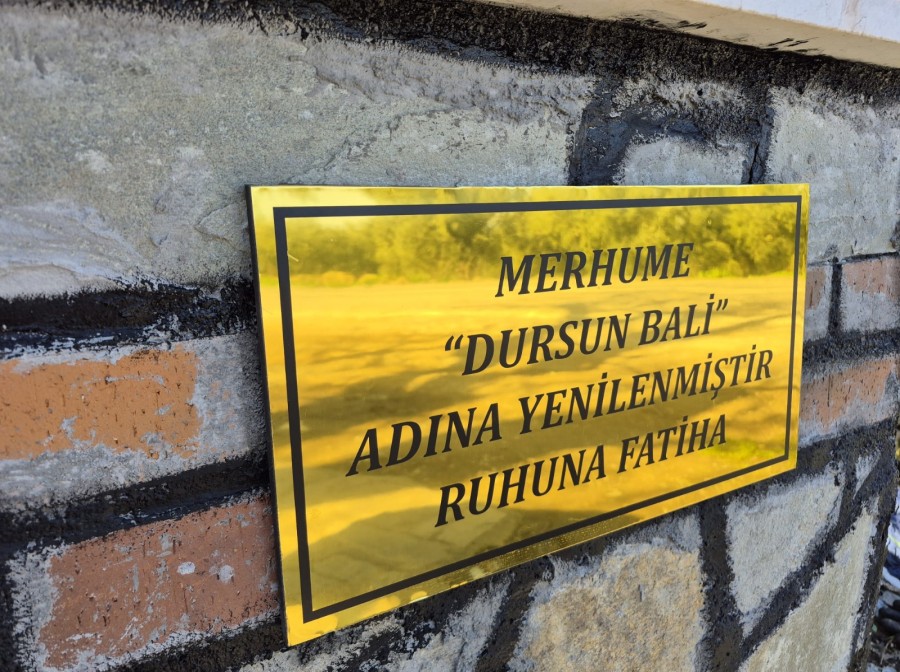 MERHUME
“DURSUN BALİ”
ADINA YENİLENMİŞTİR
RUHUNA FATİHA